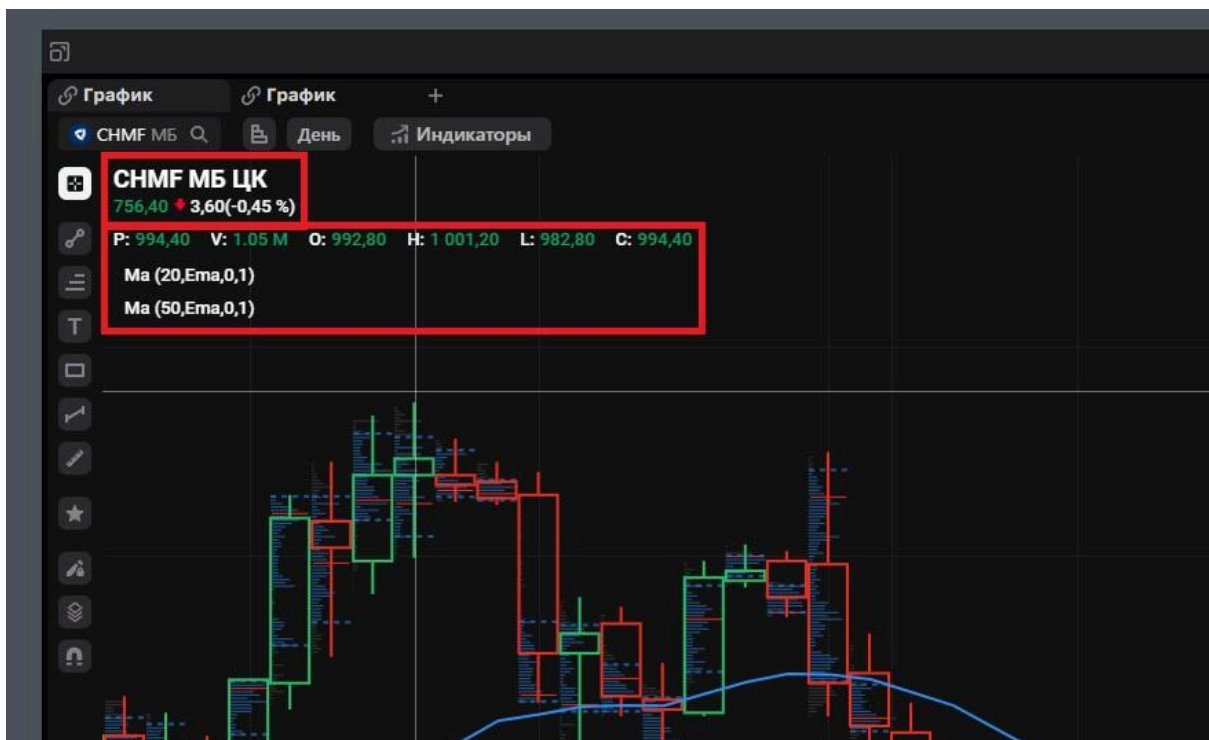 График График +
CHMF МБ День Индикаторы
CHMF МБ ЦК
756,40 3,60(-0,45 %)
P: 994,40 V: 1.05 M O: 992,80 H: 1 001,20 L: 982,80 C: 994,40
Ma (20,Ema,0,1)
Ma (50,Ema,0,1)
T